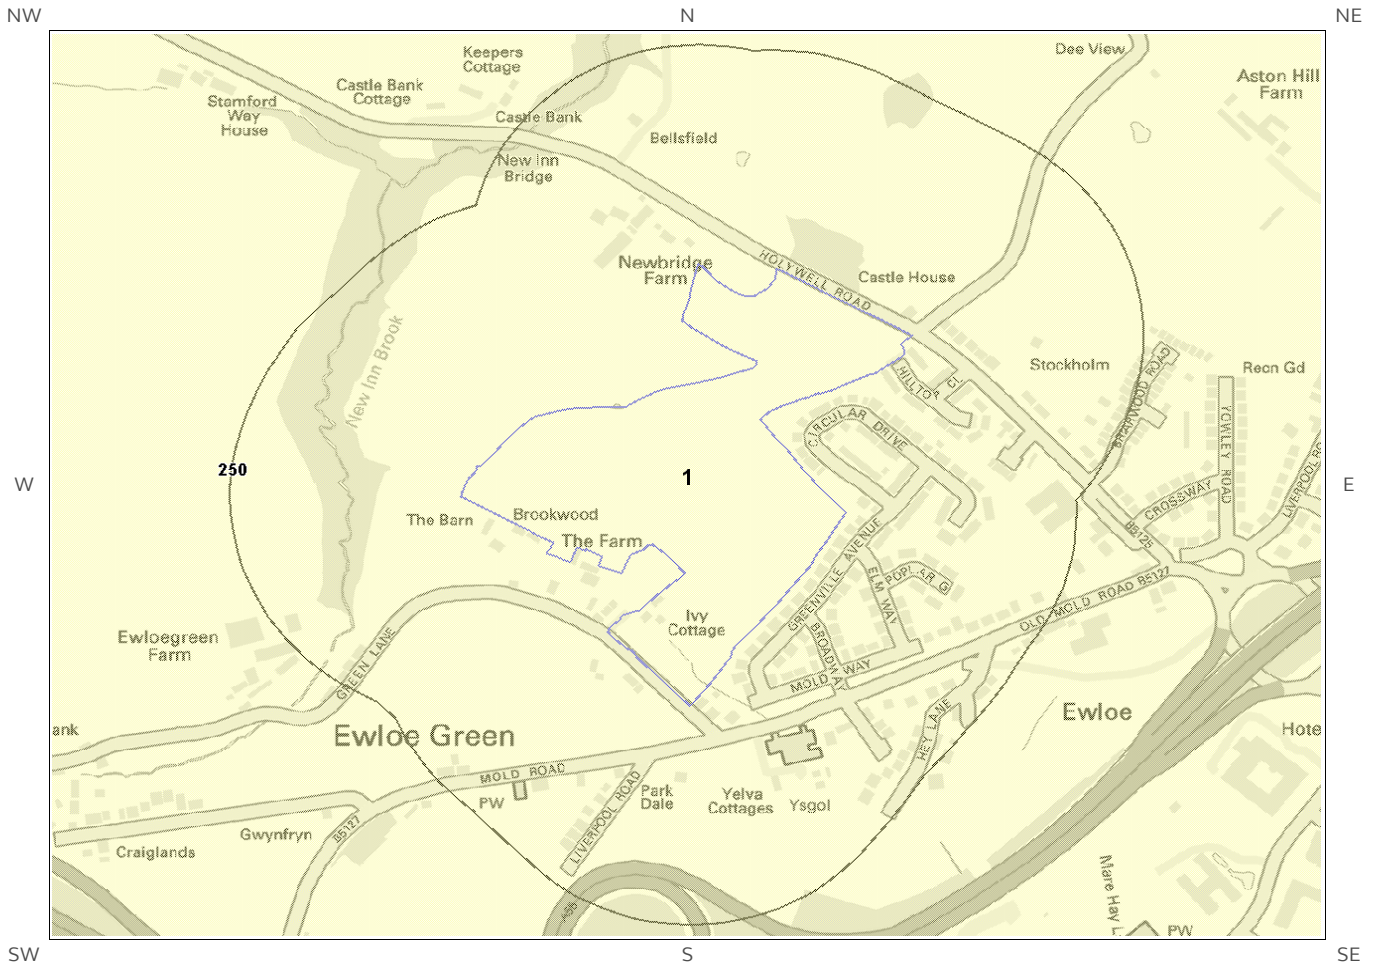 NW
N
NE
Keepers
Cottage
Dee View
Castle Bank
Cottage
Aston Hill
Farm
Stamford
Way
House
Castle Bank
Bellsfield
New Inn
Bridge
Newbridge
Farm
HOLYWELL ROAD
Castle House
New Inn Brook
Stockholm
Recn Gd
HILLTOP CL
BRIARWOOD ROAD
YOWLEY ROAD
CIRCULAR DRIVE
LIVERPOOL RO
250
1
W
E
CROSSWAY
The Barn
Brookwood
The Farm
B5125
GREENVILLE AVENUE
ELM WAY
POPLAR G
OLD MOLD ROAD B5127
Ivy
Cottage
Ewloegreen
Farm
GREEN LANE
BROADWAY
MOLD WAY
HEY LANE
Ewloe
ank
Ewloe Green
Hote
MOLD ROAD
PW
LIVERPOOL ROAD
Park
Dale
Yelva
Cottages
Ysgol
Gwynfryn
B5127
Craiglands
A55
Mare Hay L
PW
SW
S
SE